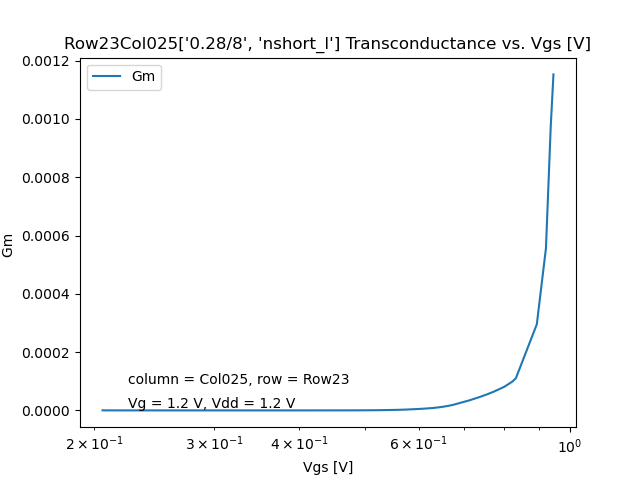 Row23Col025['0.28/8', 'nshort_l'] Transconductance vs. Vgs [V]
Gm
0.0012
0.0010
0.0008
0.0006
0.0004
0.0002
0.0000
Gm
column = Col025, row = Row23
Vg = 1.2 V, Vdd = 1.2 V
2 × 10⁻¹ 3 × 10⁻¹ 4 × 10⁻¹ 6 × 10⁻¹ 10⁰
Vgs [V]